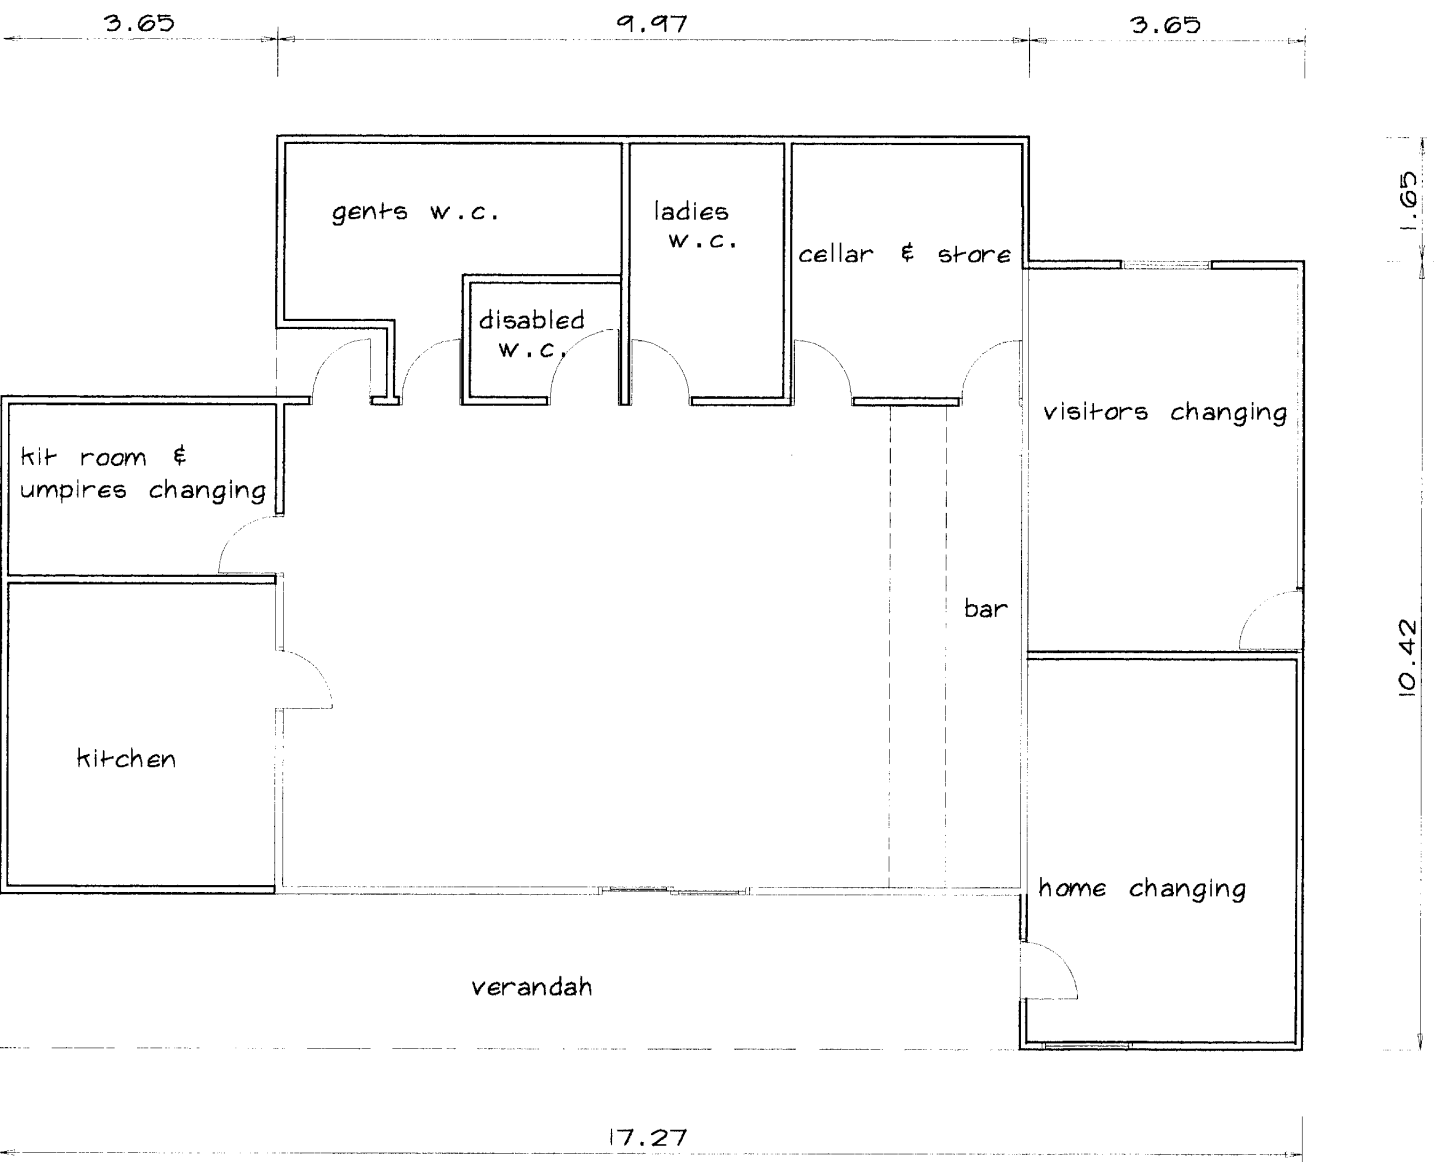 3.65
9.97
3.65
1.65
gents w.c.
ladies
w.c.
cellar & store
disabled
w.c.
visitors changing
kit room &
umpires changing
bar
10.42
kitchen
home changing
verandah
17.27